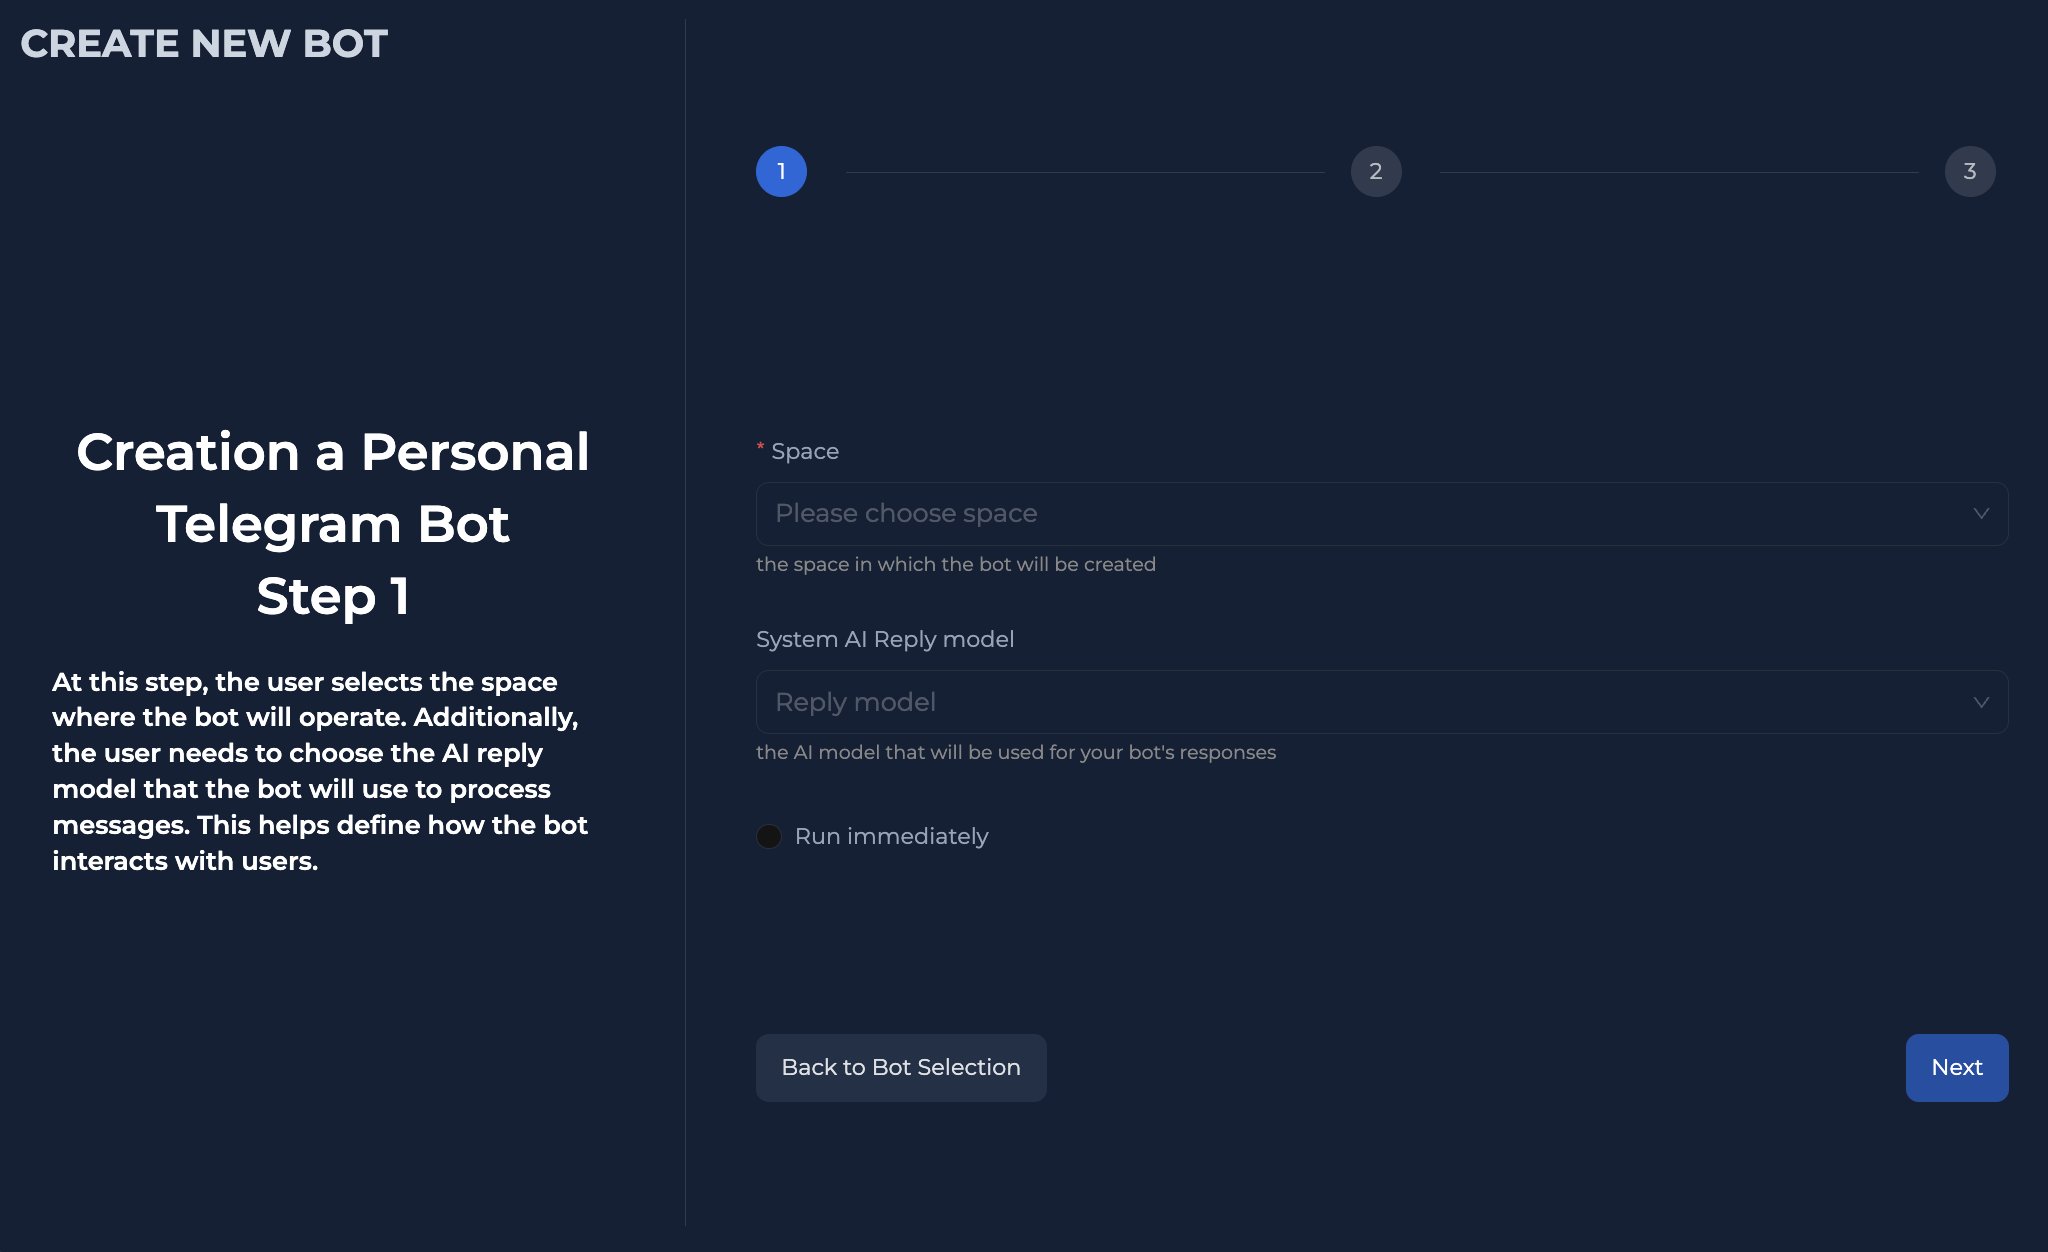 CREATE NEW BOT
1
2
3
Creation a Personal
Telegram Bot
Step 1
At this step, the user selects the space
where the bot will operate. Additionally,
the user needs to choose the AI reply
model that the bot will use to process
messages. This helps define how the bot
interacts with users.
* Space
Please choose space
the space in which the bot will be created
System AI Reply model
Reply model
the AI model that will be used for your bot's responses
Run immediately
Back to Bot Selection
Next